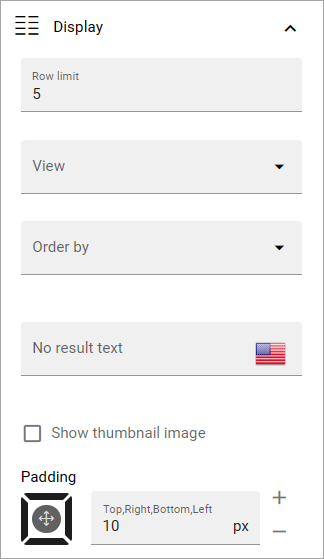 Display
Row limit
5
View
Order by
No result text
Show thumbnail image
Padding
Top,Right,Bottom,Left
10 px